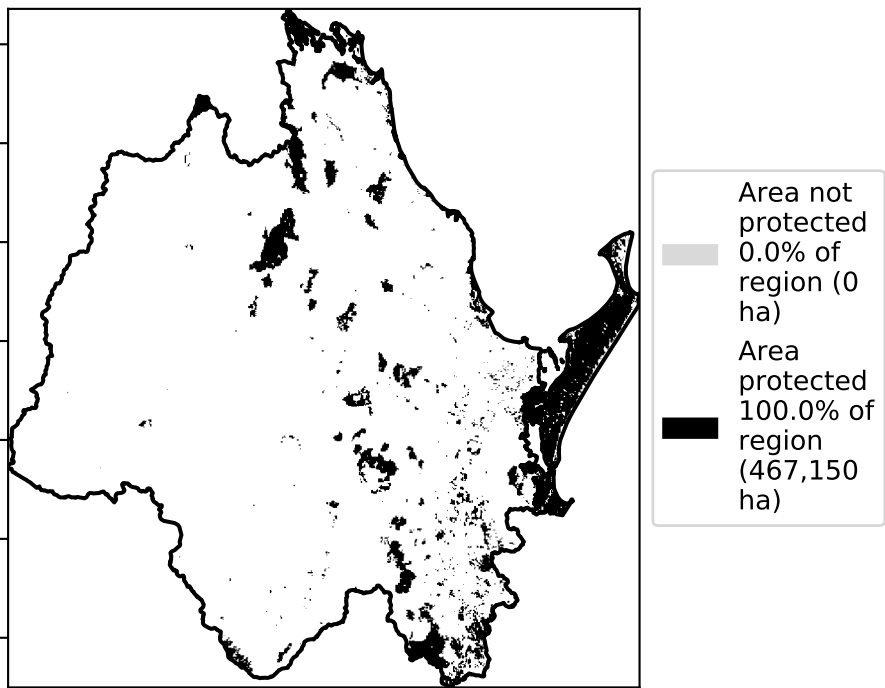 Area not
protected
0.0% of
region (0
ha)
Area
protected
100.0% of
region
(467,150
ha)